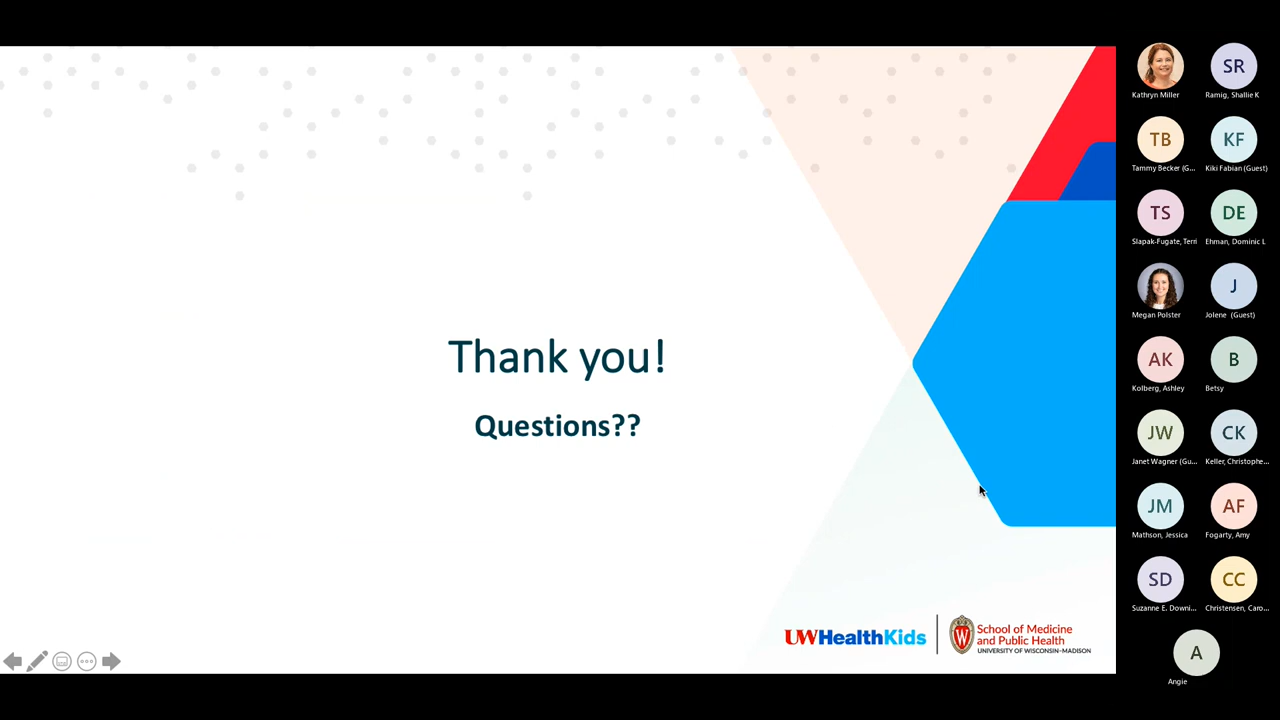 Thank you!
Questions??
UWHealthKids
School of Medicine
and Public Health
UNIVERSITY OF WISCONSIN-MADISON
W
Kathryn Miller
SR
Ramig, Shallie K
TB
Tammy Becker (G...
KF
Kiki Fabian (Guest)
TS
Slapak-Fugate, Terri
DE
Ehman, Dominic L
Megan Polster
J
Jolene (Guest)
AK
Kolberg, Ashley
B
Betsy
JW
Janet Wagner (Gu...
CK
Keller, Christophe...
JM
Mathson, Jessica
AF
Fogarty, Amy
SD
Suzanne E. Downi...
CC
Christensen, Caro...
A
Angie